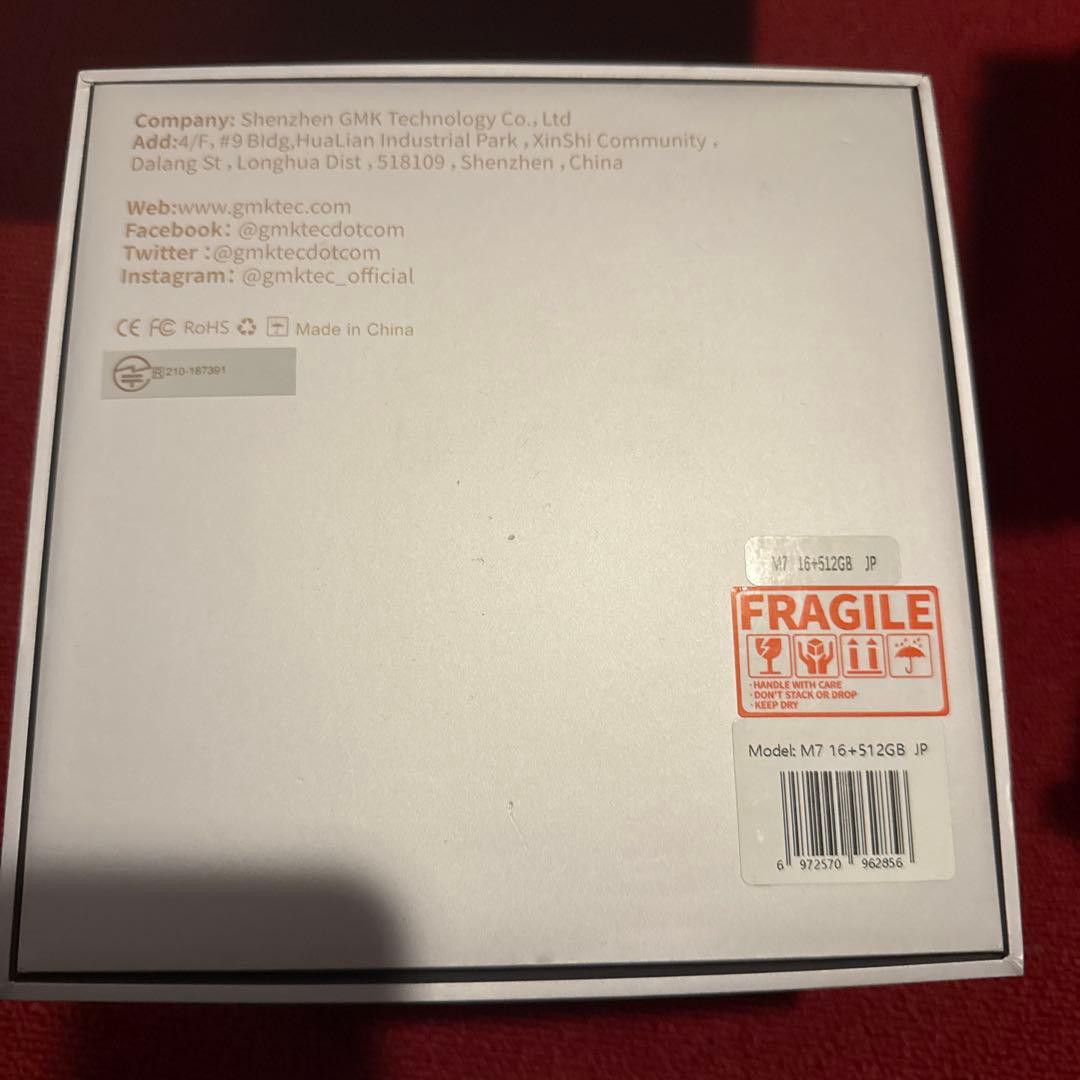 Company: Shenzhen GMK Technology Co., Ltd
Add:4/F, #9 Bldg,HuaLian Industrial Park , XinShi Community ,
Dalang St , Longhua Dist , 518109 , Shenzhen , China
Web:www.gmktec.com
Facebook: @gmktecdotcom
Twitter :@gmktecdotcom
Instagram: @gmktec_official
CE FC RoHS Made in China
R 210-187391
M7 16+512GB JP
FRAGILE
·HANDLE WITH CARE
·DON'T STACK OR DROP
·KEEP DRY
Model: M7 16+512GB JP
6 972570 962856